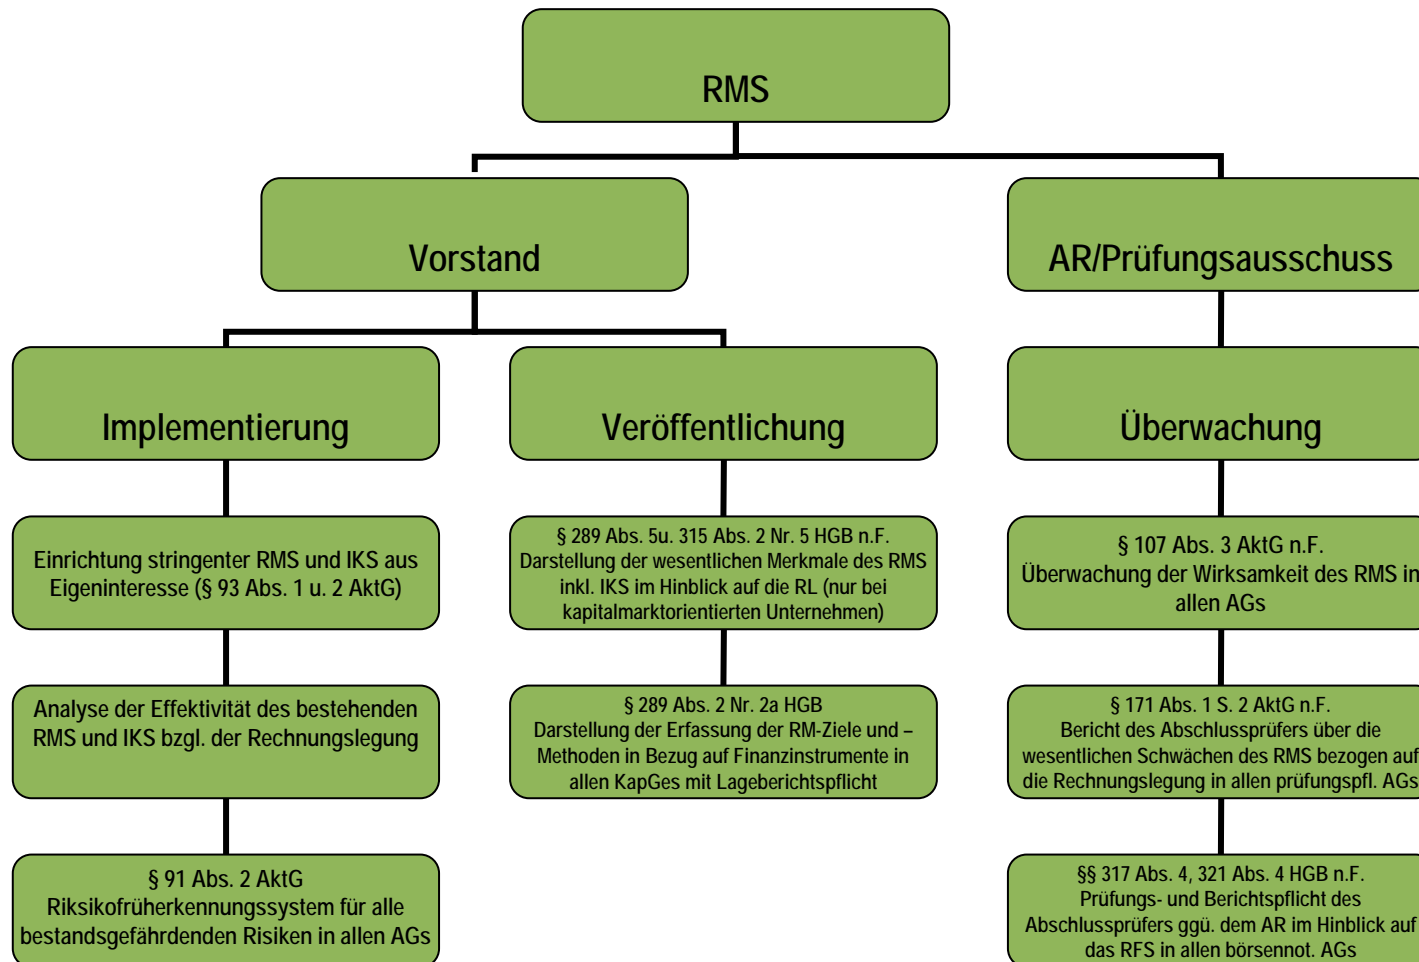 RMS
Vorstand
AR/Prüfungsausschuss
Implementierung
Veröffentlichung
Überwachung
Einrichtung stringenter RMS und IKS aus
Eigeninteresse (§ 93 Abs. 1 u. 2 AktG)
§ 289 Abs. 5u. 315 Abs. 2 Nr. 5 HGB n.F.
Darstellung der wesentlichen Merkmale des RMS
inkl. IKS im Hinblick auf die RL (nur bei
kapitalmarktorientierten Unternehmen)
§ 107 Abs. 3 AktG n.F.
Überwachung der Wirksamkeit des RMS in
allen AGs
Analyse der Effektivität des bestehenden
RMS und IKS bzgl. der Rechnungslegung
§ 289 Abs. 2 Nr. 2a HGB
Darstellung der Erfassung der RM-Ziele und –
Methoden in Bezug auf Finanzinstrumente in
allen KapGes mit Lageberichtspflicht
§ 171 Abs. 1 S. 2 AktG n.F.
Bericht des Abschlussprüfers über die
wesentlichen Schwächen des RMS bezogen auf
die Rechnungslegung in allen prüfungspfl. AGs
§ 91 Abs. 2 AktG
Riksikofrüherkennungssystem für alle
bestandsgefährdenden Risiken in allen AGs
§§ 317 Abs. 4, 321 Abs. 4 HGB n.F.
Prüfungs- und Berichtspflicht des
Abschlussprüfers ggü. dem AR im Hinblick auf
das RFS in allen börsennot. AGs